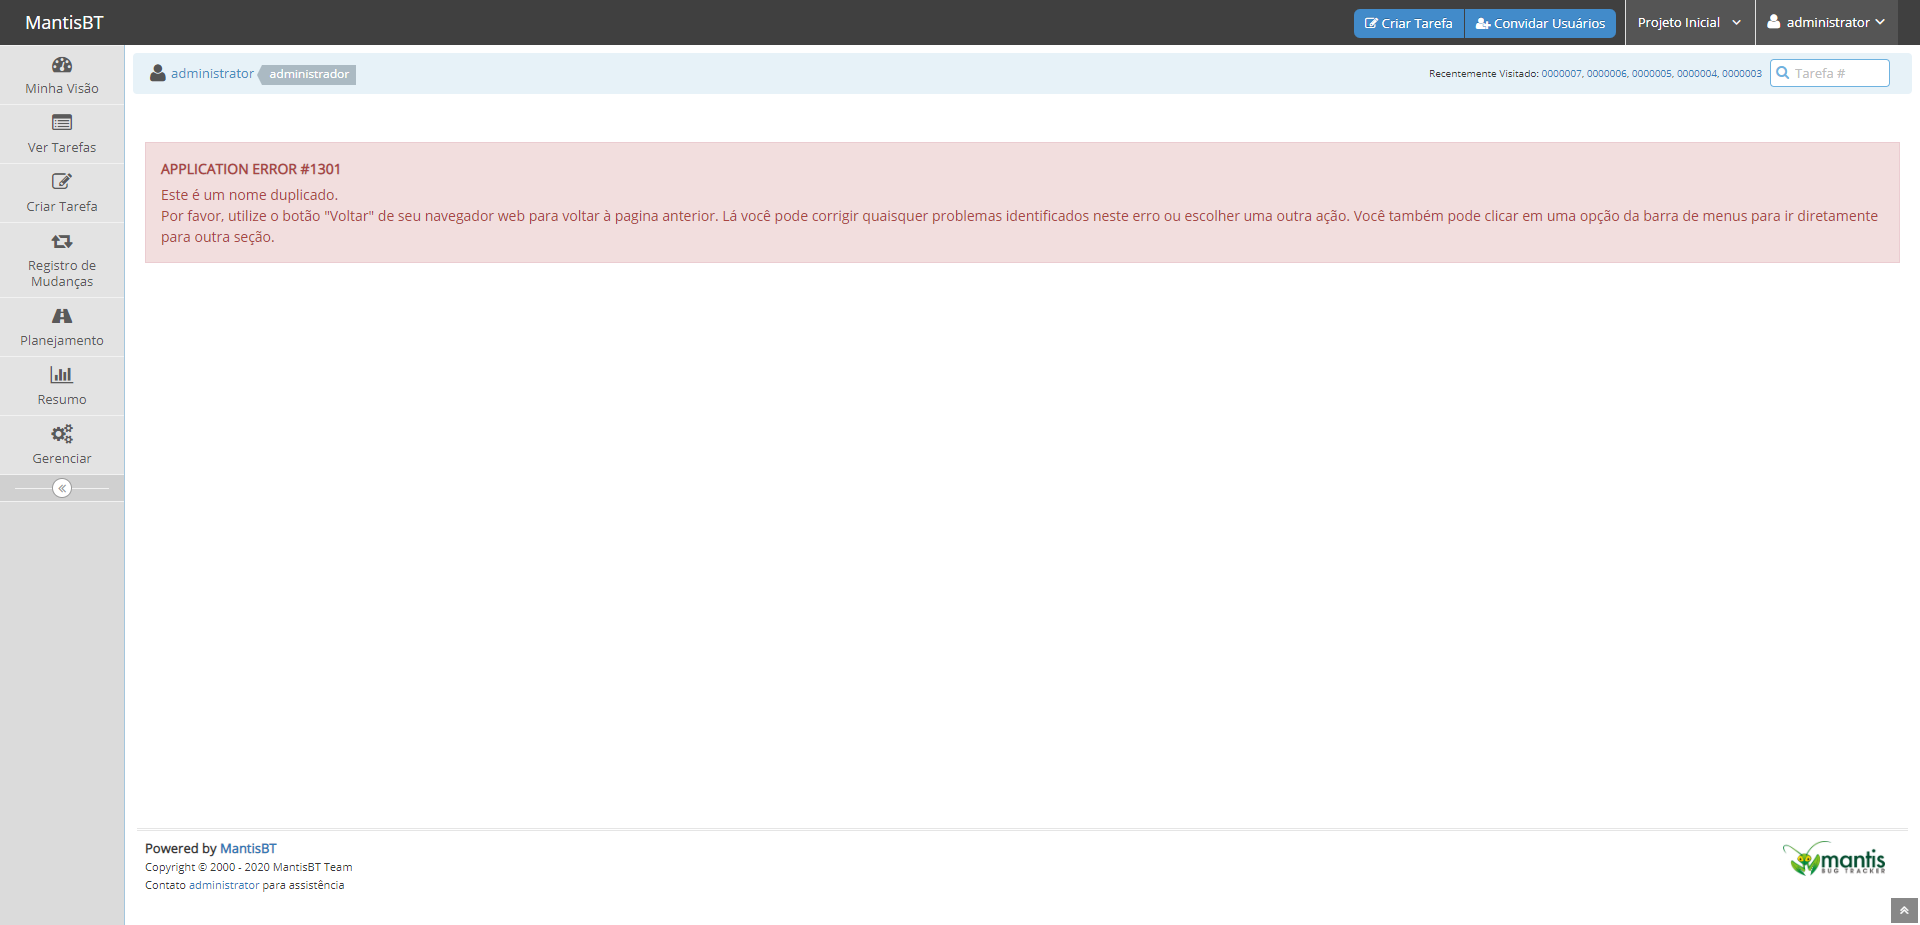 MantisBT
Criar Tarefa
Convidar Usuários
Projeto Inicial
administrator
Minha Visão
Ver Tarefas
Criar Tarefa
Registro de
Mudanças
Planejamento
Resumo
Gerenciar
administrator administrador
Recentemente Visitado: 0000007, 0000006, 0000005, 0000004, 0000003
Tarefa #
APPLICATION ERROR #1301
Este é um nome duplicado.
Por favor, utilize o botão "Voltar" de seu navegador web para voltar à pagina anterior. Lá você pode corrigir quaisquer problemas identificados neste erro ou escolher uma outra ação. Você também pode clicar em uma opção da barra de menus para ir diretamente
para outra seção.
Powered by MantisBT
Copyright © 2000 - 2020 MantisBT Team
Contato administrator para assistência
mantis
BUG TRACKER